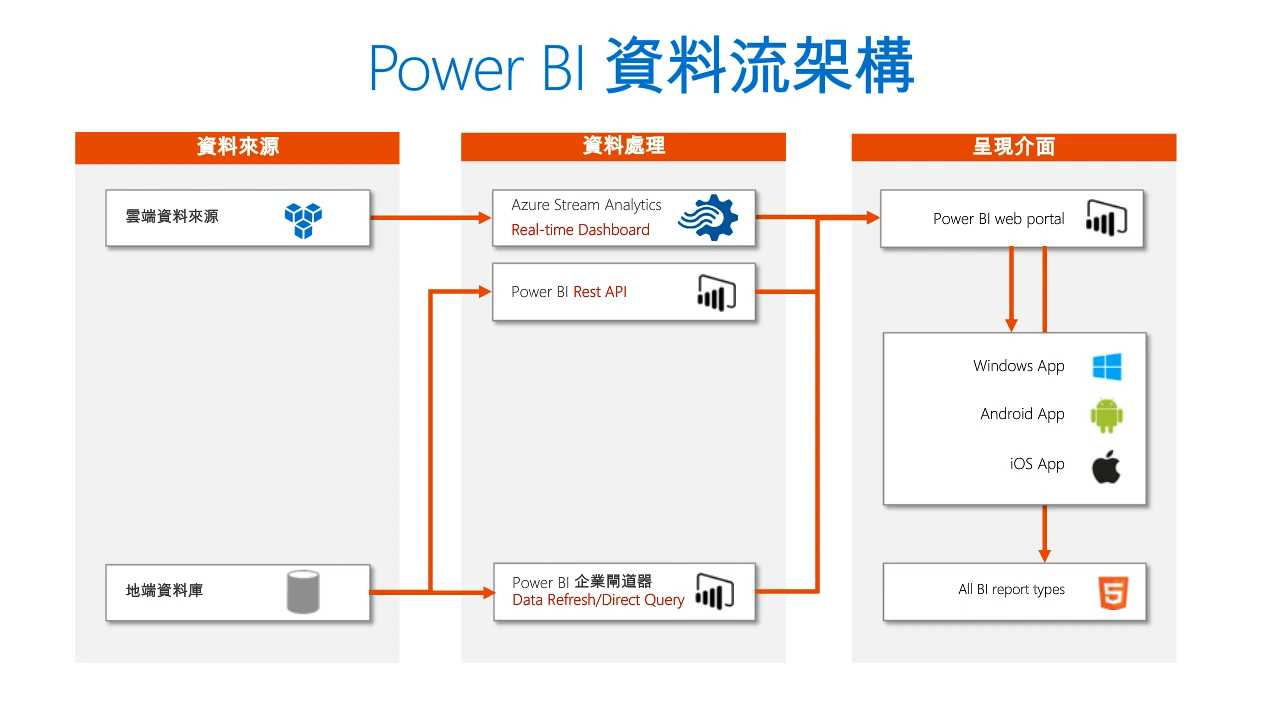 Power BI 資料流架構
資料來源
雲端資料來源
地端資料庫
資料處理
Azure Stream Analytics
Real-time Dashboard
Power BI Rest API
Power BI 企業閘道器
Data Refresh/Direct Query
呈現介面
Power BI web portal
Windows App
Android App
iOS App
All BI report types
5